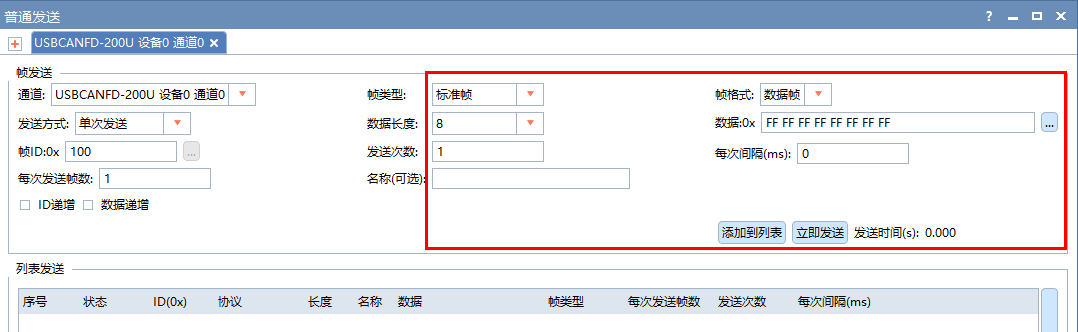 普通发送
USBCANFD-200U 设备0 通道0
帧发送
通道: USBCANFD-200U 设备0 通道0 帧类型: 标准帧 帧格式: 数据帧
发送方式: 单次发送 数据长度: 8 数据:0x FF FF FF FF FF FF FF FF ...
帧ID:0x 100 ... 发送次数: 1 每次间隔(ms): 0
每次发送帧数: 1 名称(可选):
ID递增 数据递增
添加到列表 立即发送 发送时间(s): 0.000
列表发送
序号 状态 ID(0x) 协议 长度 名称 数据 帧类型 每次发送帧数 发送次数 每次间隔(ms)